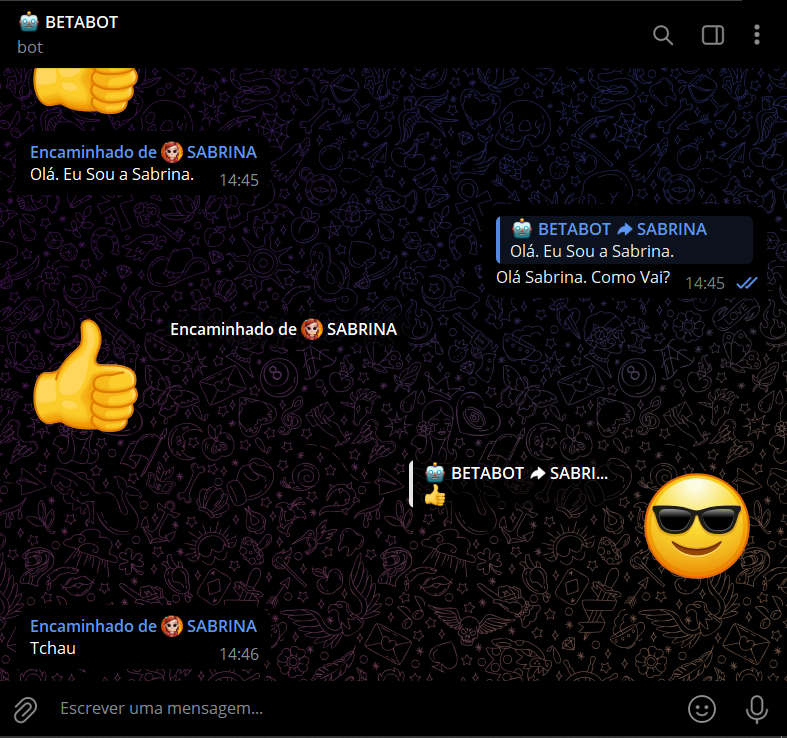 🤖 BETABOT
bot
Encaminhado de SABRINA
Olá. Eu Sou a Sabrina.
14:45
🤖 BETABOT ➦ SABRINA
Olá. Eu Sou a Sabrina.
Olá Sabrina. Como Vai?
14:45
Encaminhado de SABRINA
🤖 BETABOT ➦ SABRI...
👍
Encaminhado de SABRINA
Tchau
14:46
Escrever uma mensagem...